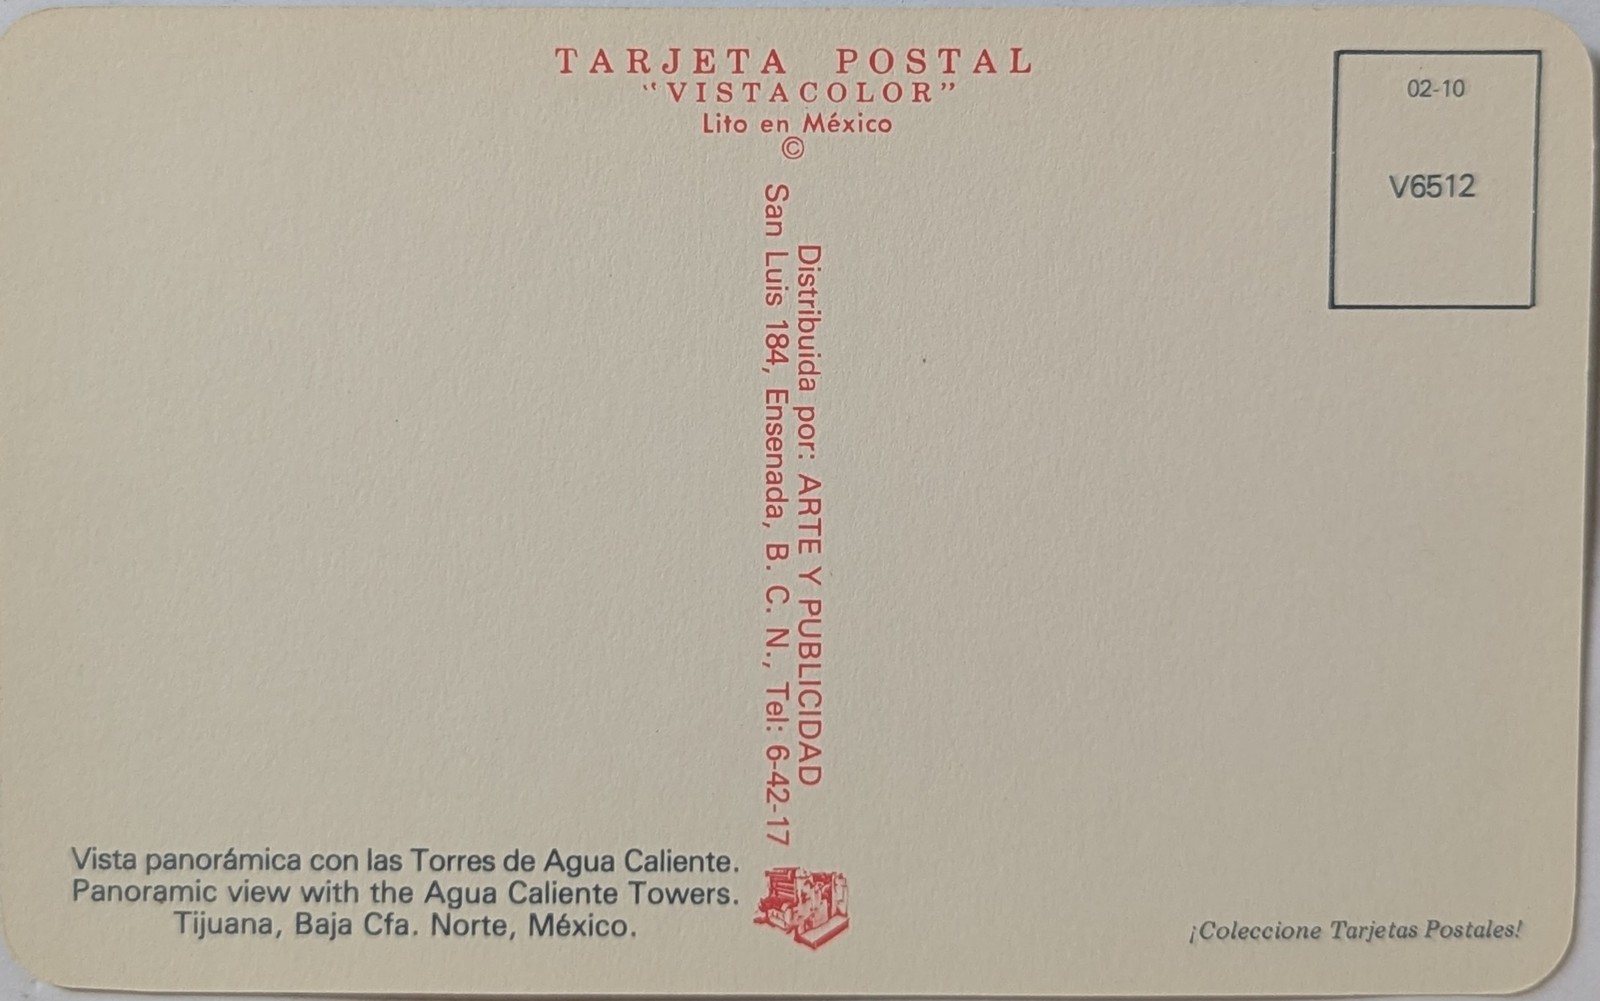 TARJETA POSTAL
"VISTACOLOR"
Lito en México
©
02-10
V6512
Distribuida por: ARTE Y PUBLICIDAD
San Luis 184, Ensenada, B. C. N., Tel: 6-42-17
Vista panorámica con las Torres de Agua Caliente.
Panoramic view with the Agua Caliente Towers.
Tijuana, Baja Cfa. Norte, México.
¡Coleccione Tarjetas Postales!